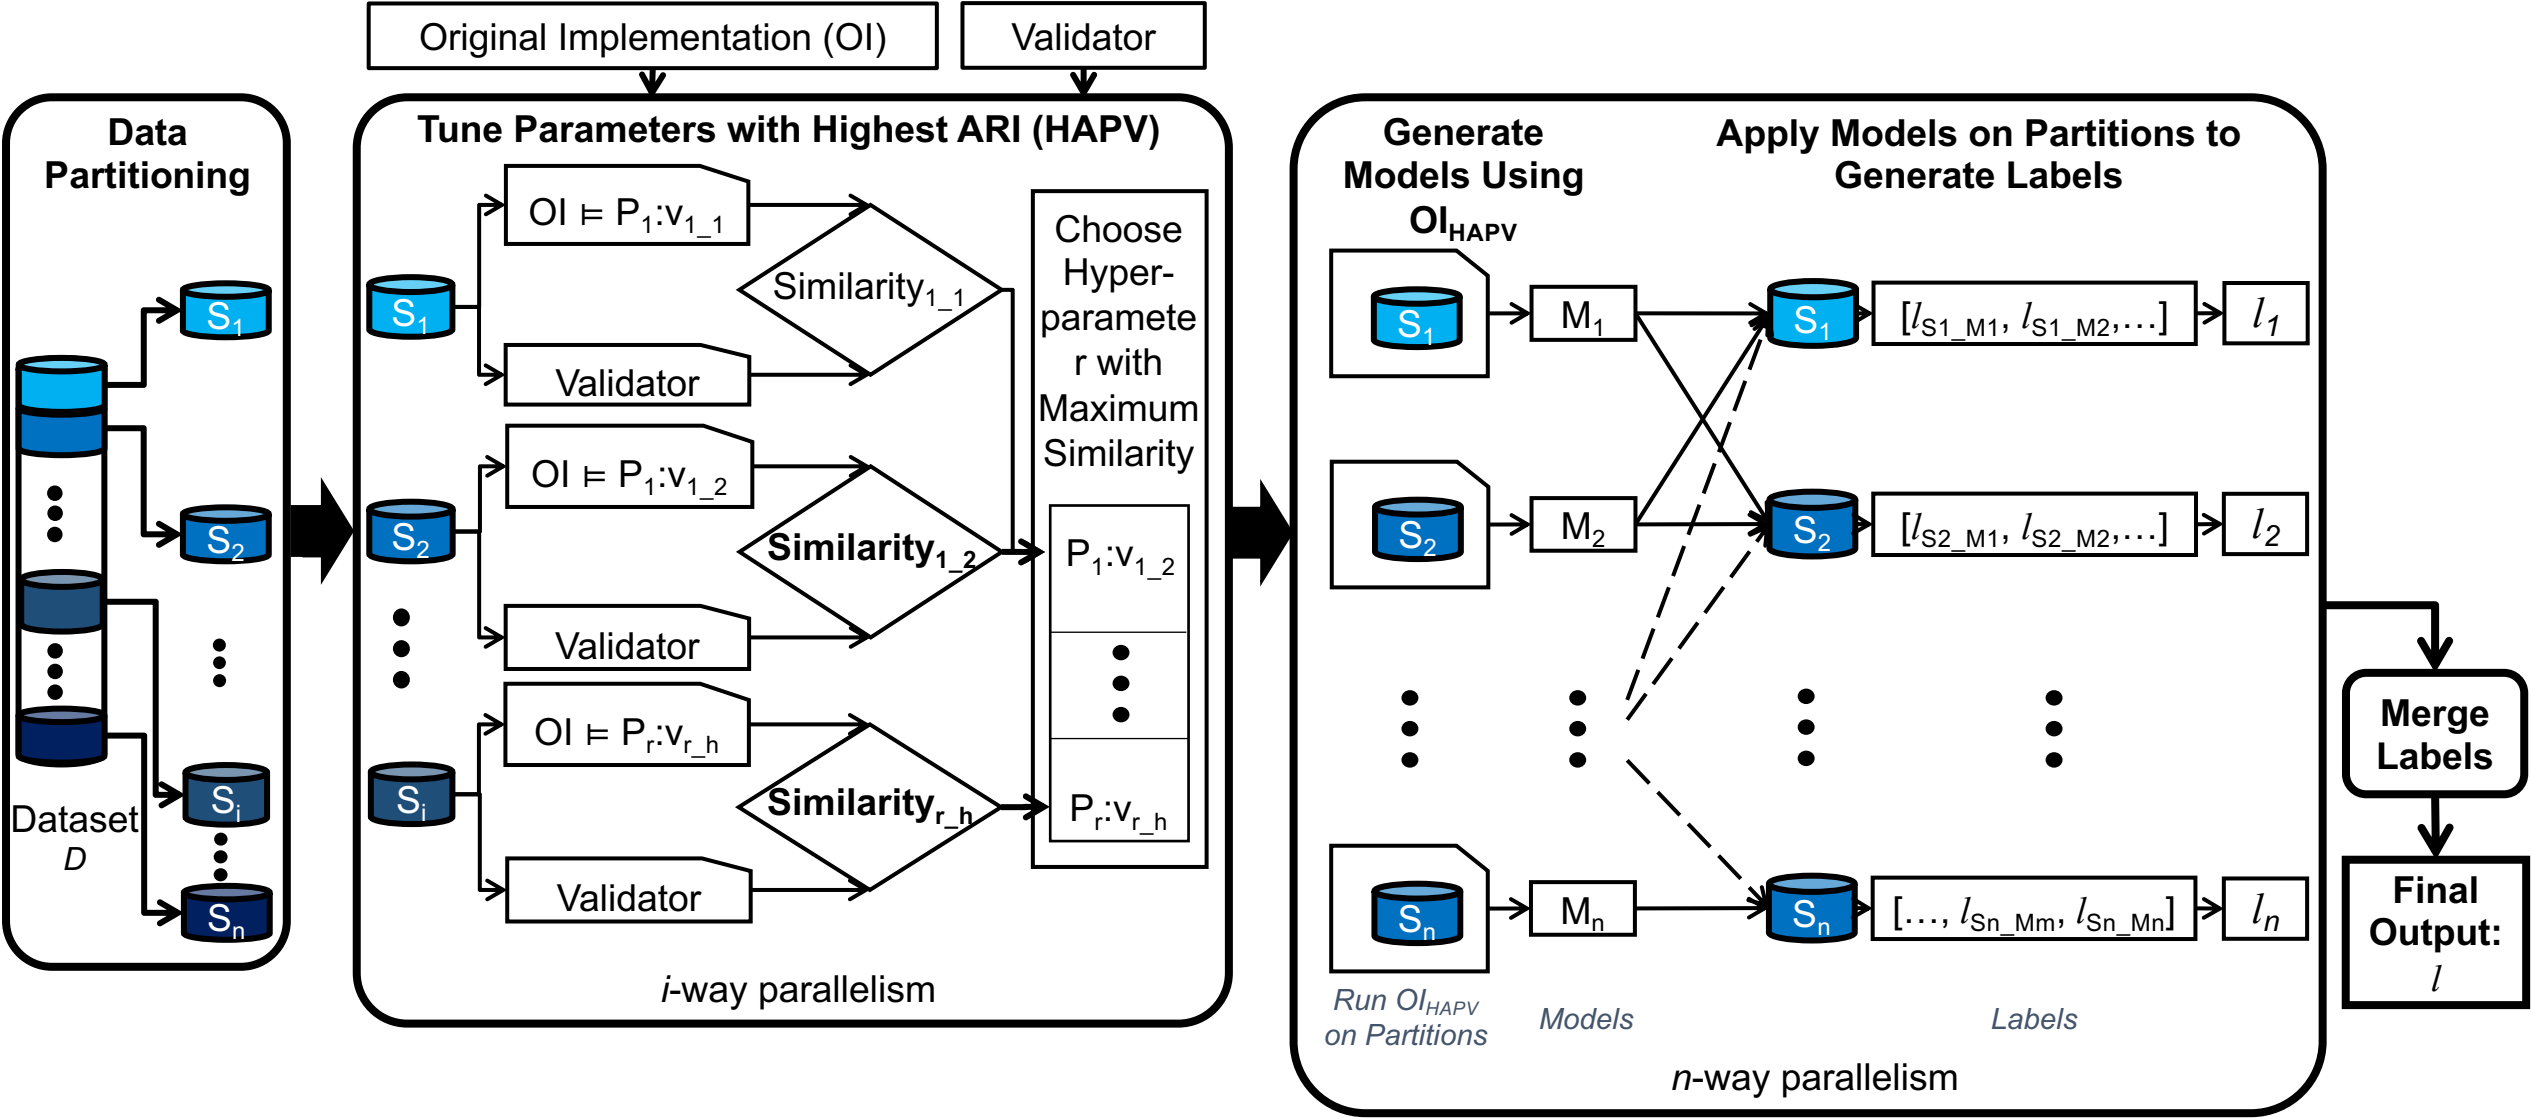 Original Implementation (OI)
Validator
Data
Partitioning
S1
S2
Si
Sn
Dataset
D
Tune Parameters with Highest ARI (HAPV)
S1
OI ⊨ P1:v1_1
Validator
Similarity1_1
S2
OI ⊨ P1:v1_2
Validator
Similarity1_2
Si
OI ⊨ Pr:vr_h
Validator
Similarityr_h
Choose
Hyper-
paramete
r with
Maximum
Similarity
P1:v1_2
Pr:vr_h
i-way parallelism
Generate
Models Using
OIHAPV
Apply Models on Partitions to
Generate Labels
S1
M1
S1
[lS1_M1, lS1_M2,...]
l1
S2
M2
S2
[lS2_M1, lS2_M2,...]
l2
Sn
Mn
Sn
[..., lSn_Mm, lSn_Mn]
ln
Run OIHAPV
on Partitions
Models
Labels
n-way parallelism
Merge
Labels
Final
Output:
l